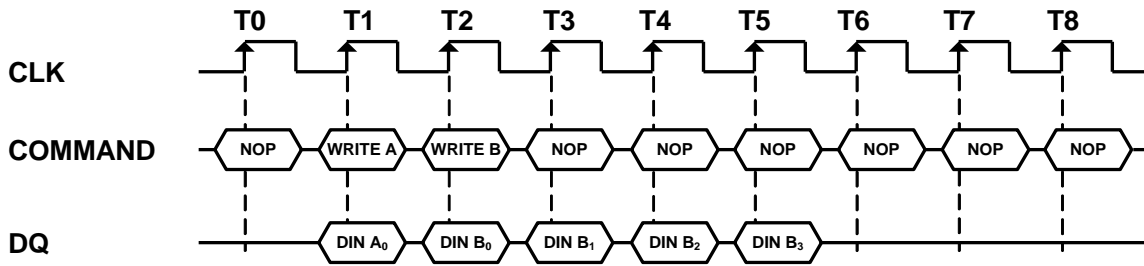 T0 T1 T2 T3 T4 T5 T6 T7 T8
CLK
COMMAND NOP WRITE A WRITE B NOP NOP NOP NOP NOP NOP
DQ DIN A₀ DIN B₀ DIN B₁ DIN B₂ DIN B₃